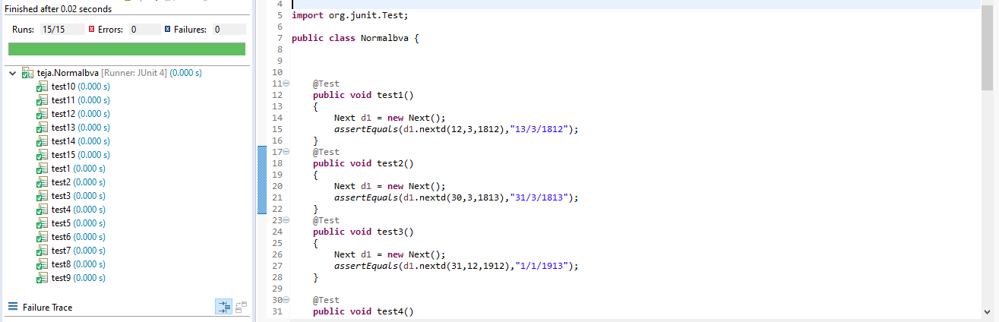 Finished after 0.02 seconds
Runs: 15/15 Errors: 0 Failures: 0
teja.Normalbva [Runner: JUnit 4] (0.000 s)
test10 (0.000 s)
test11 (0.000 s)
test12 (0.000 s)
test13 (0.000 s)
test14 (0.000 s)
test15 (0.000 s)
test1 (0.000 s)
test2 (0.000 s)
test3 (0.000 s)
test4 (0.000 s)
test5 (0.000 s)
test6 (0.000 s)
test7 (0.000 s)
test8 (0.000 s)
test9 (0.000 s)
Failure Trace
4
5 import org.junit.Test;
6
7 public class Normalbva {
8
9
10
11 @Test
12 public void test1()
13 {
14 Next d1 = new Next();
15 assertEquals(d1.nextd(12,3,1812),"13/3/1812");
16 }
17 @Test
18 public void test2()
19 {
20 Next d1 = new Next();
21 assertEquals(d1.nextd(30,3,1813),"31/3/1813");
22 }
23 @Test
24 public void test3()
25 {
26 Next d1 = new Next();
27 assertEquals(d1.nextd(31,12,1912),"1/1/1913");
28 }
29
30 @Test
31 public void test4()